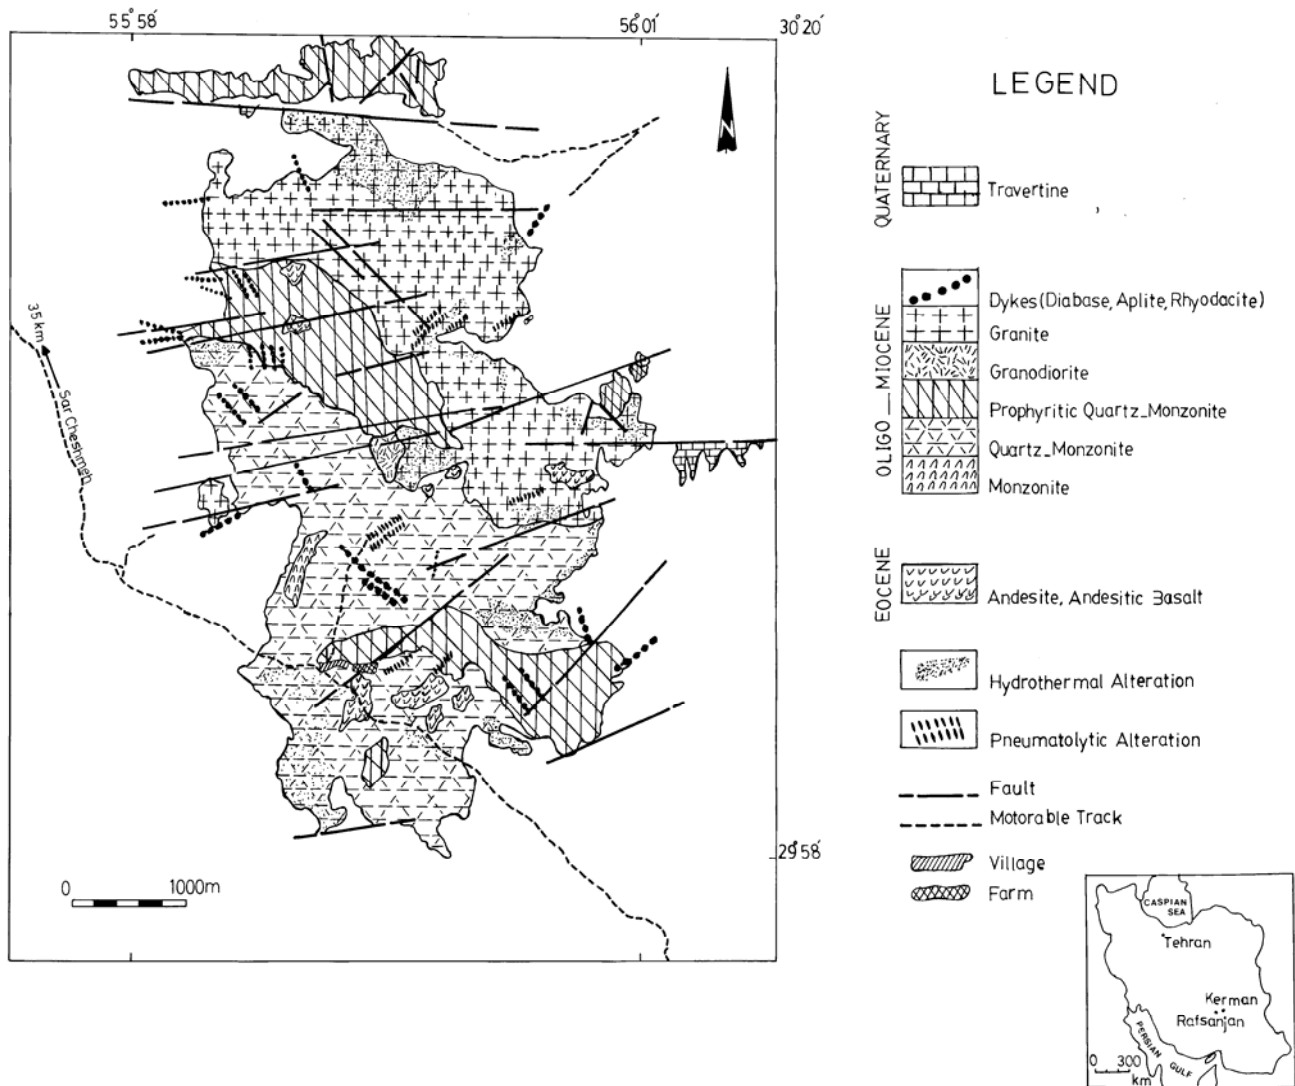 55°58′ 56°01′ 30°20′
N
35 km
Sar Cheshmeh
29°58′
0 1000m
LEGEND
QUATERNARY
Travertine
OLIGO__MIOCENE
Dykes(Diabase, Aplite, Rhyodacite)
Granite
Granodiorite
Prophyritic Quartz_Monzonite
Quartz_Monzonite
Monzonite
EOCENE
Andesite, Andesitic Basalt
Hydrothermal Alteration
Pneumatolytic Alteration
Fault
Motorable Track
Village
Farm
CASPIAN
SEA
Tehran
Kerman
Rafsanjan
PERSIAN GULF
0 300
km